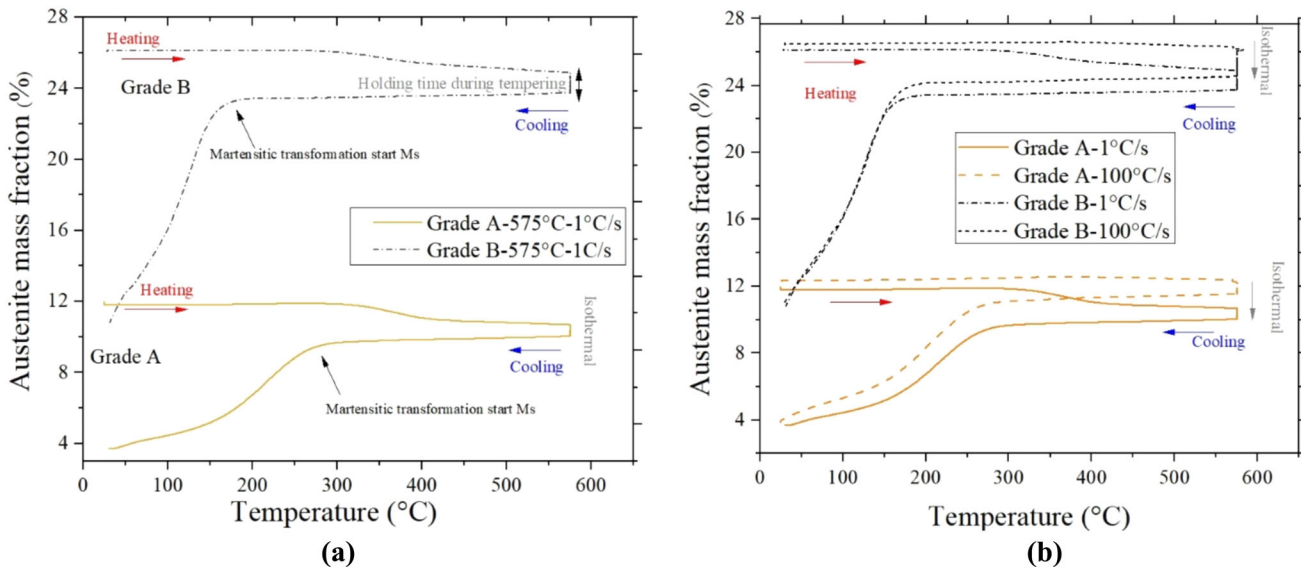 28
24
20
16
12
8
4
Austenite mass fraction (%)
Heating
Grade B
Holding time during tempering
Cooling
Martensitic transformation start Ms
Grade A-575°C-1°C/s
Grade B-575°C-1C/s
Heating
Isothermal
Grade A
Cooling
Martensitic transformation start Ms
0 100 200 300 400 500 600
Temperature (°C)
(a)
28
24
20
16
12
8
4
Austenite mass fraction (%)
Isothermal
Heating
Cooling
Grade A-1°C/s
Grade A-100°C/s
Grade B-1°C/s
Grade B-100°C/s
Isothermal
Cooling
0 100 200 300 400 500 600
Temperature (°C)
(b)